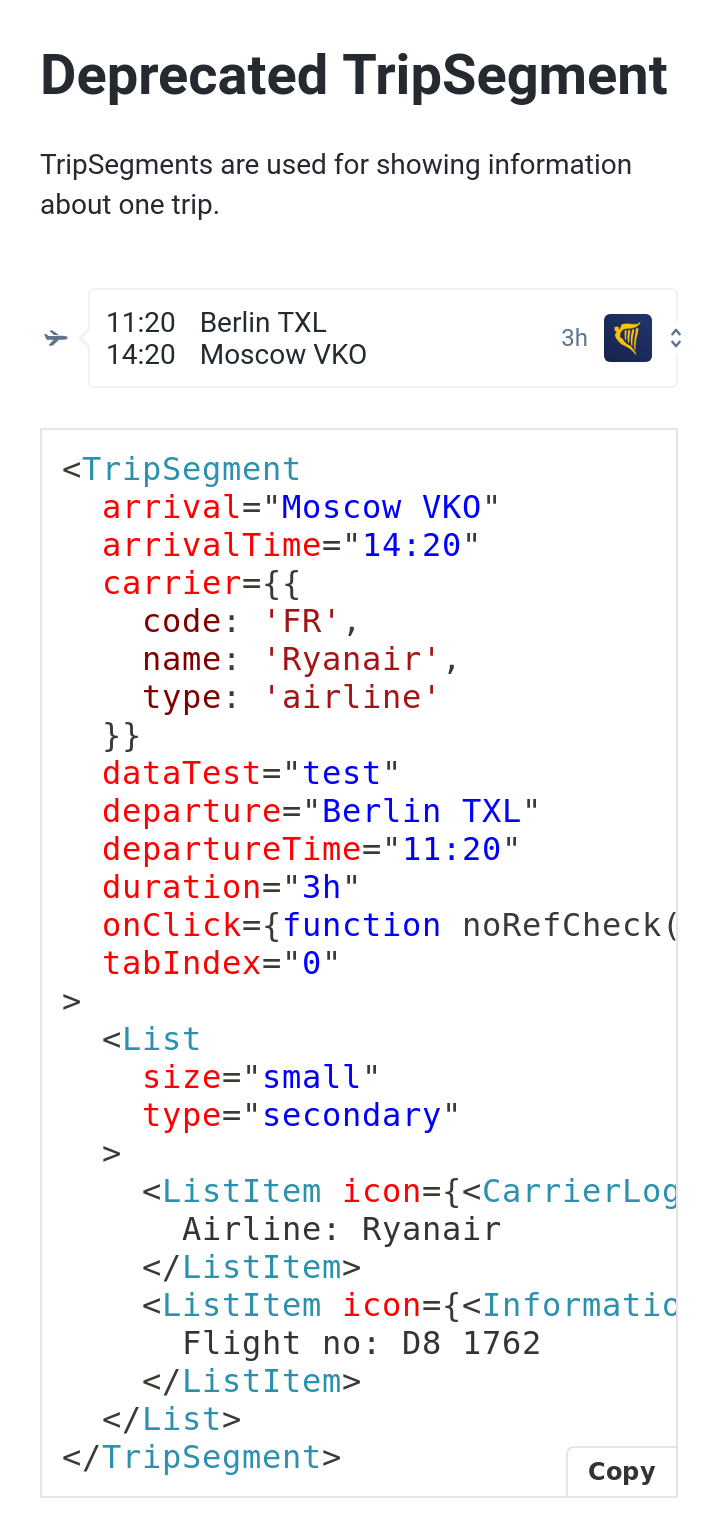 Deprecated TripSegment
TripSegments are used for showing information
about one trip.
11:20 Berlin TXL
14:20 Moscow VKO
3h
<TripSegment
  arrival="Moscow VKO"
  arrivalTime="14:20"
  carrier={{
    code: 'FR',
    name: 'Ryanair',
    type: 'airline'
  }}
  dataTest="test"
  departure="Berlin TXL"
  departureTime="11:20"
  duration="3h"
  onClick={function noRefCheck(
  tabIndex="0"
>
  <List
    size="small"
    type="secondary"
  >
    <ListItem icon={<CarrierLog
      Airline: Ryanair
    </ListItem>
    <ListItem icon={<Informatio
      Flight no: D8 1762
    </ListItem>
  </List>
</TripSegment>
Copy